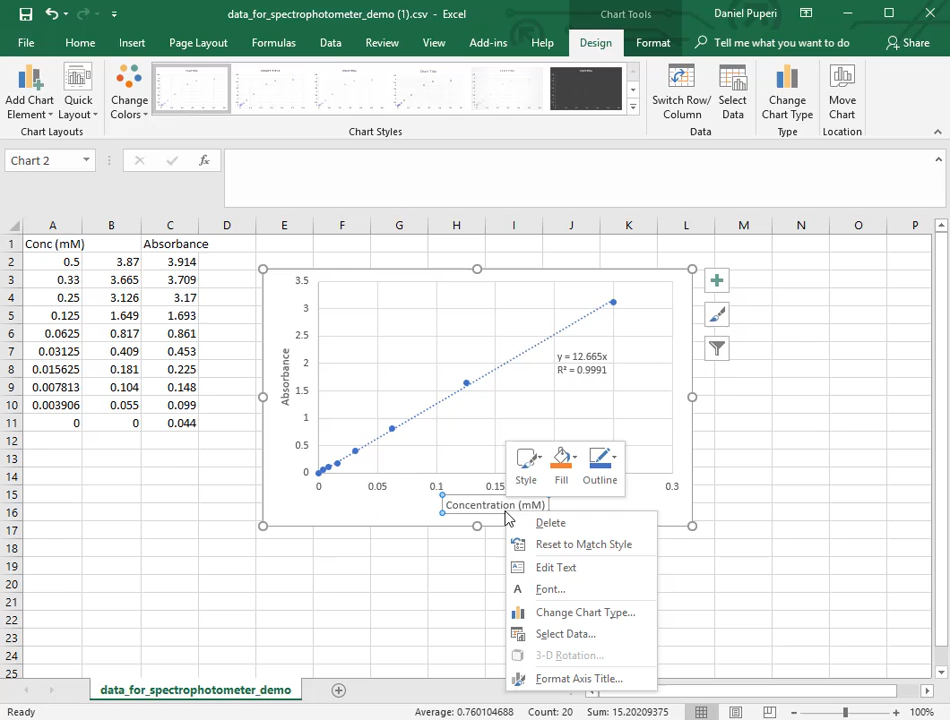 data_for_spectrophotometer_demo (1).csv - Excel
Chart Tools
Daniel Puperi
File Home Insert Page Layout Formulas Data Review View Add-ins Help Design Format Tell me what you want to do Share
Add Chart Element
Quick Layout
Change Colors
Switch Row/ Column
Select Data
Change Chart Type
Move Chart
Chart Layouts
Chart Styles
Data
Type
Location
Chart 2
fx
A B C D E F G H I J K L M N O P
1 Conc (mM) Absorbance
2 0.5 3.87 3.914
3 0.33 3.665 3.709
4 0.25 3.126 3.17
5 0.125 1.649 1.693
6 0.0625 0.817 0.861
7 0.03125 0.409 0.453
8 0.015625 0.181 0.225
9 0.007813 0.104 0.148
10 0.003906 0.055 0.099
11 0 0 0.044
12
13
14
15
16
17
18
19
20
21
22
23
24
25
3.5
3
2.5
2
1.5
1
0.5
0
Absorbance
y = 12.665x
R² = 0.9991
0 0.05 0.1 0.15 0.3
Concentration (mM)
Style Fill Outline
Delete
Reset to Match Style
Edit Text
Font...
Change Chart Type...
Select Data...
3-D Rotation...
Format Axis Title...
data_for_spectrophotometer_demo
Ready
Average: 0.760104688 Count: 20 Sum: 15.20209375
100%